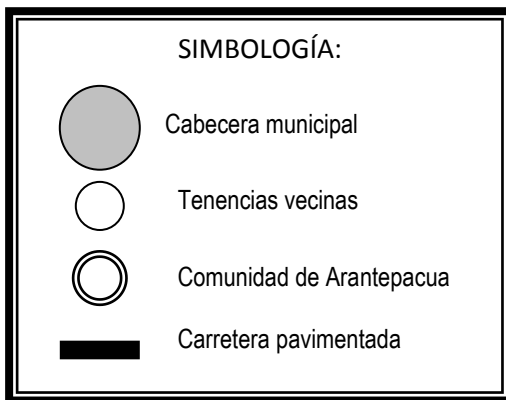 SIMBOLOGÍA:
Cabecera municipal
Tenencias vecinas
Comunidad de Arantepacua
Carretera pavimentada